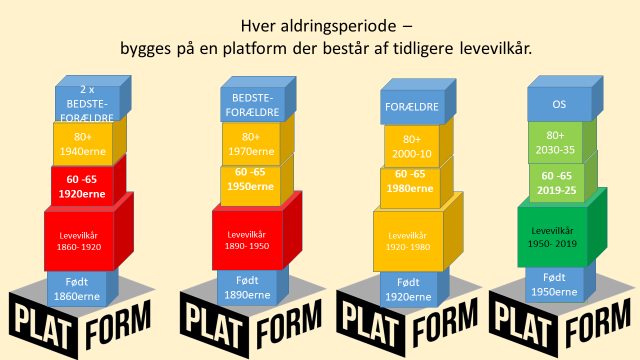 Hver aldringsperiode –
bygges på en platform der består af tidligere levevilkår.
2 x
BEDSTE-
FORÆLDRE
80+
1940erne
60 -65
1920erne
Levevilkår
1860- 1920
Født
1860erne
PLAT FORM
BEDSTE-
FORÆLDRE
80+
1970erne
60 -65
1950erne
Levevilkår
1890- 1950
Født
1890erne
PLAT FORM
FORÆLDRE
80+
2000-10
60 -65
1980erne
Levevilkår
1920- 1980
Født
1920erne
PLAT FORM
OS
80+
2030-35
60 -65
2019-25
Levevilkår
1950- 2019
Født
1950erne
PLAT FORM